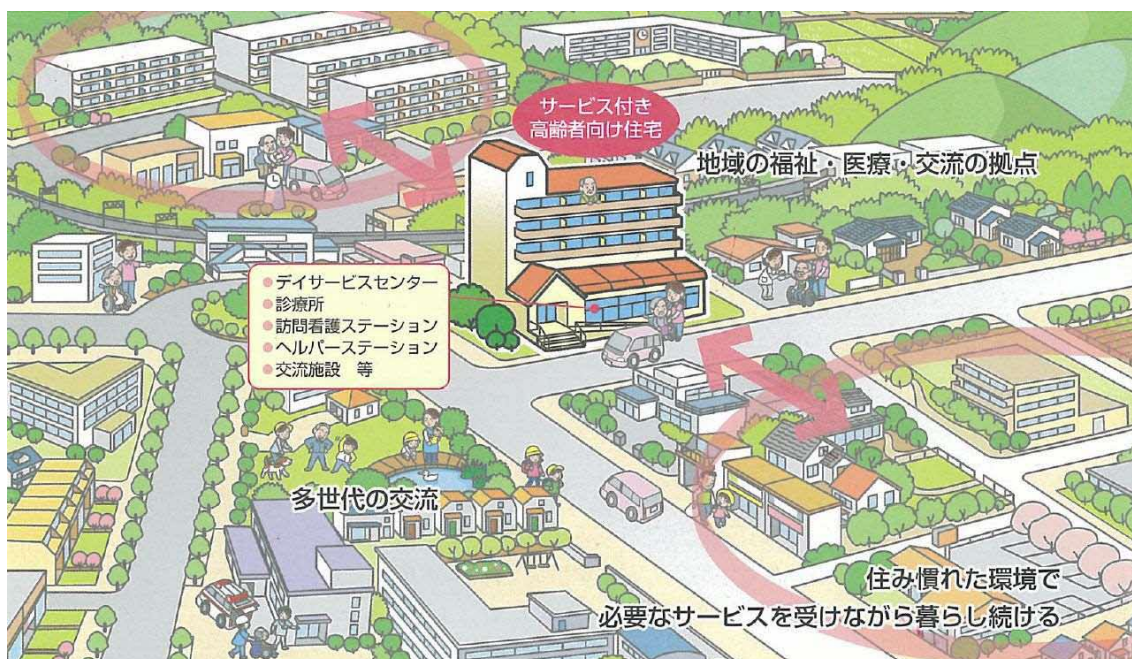 サービス付き
高齢者向け住宅
地域の福祉・医療・交流の拠点
●デイサービスセンター
●診療所
●訪問看護ステーション
●ヘルパーステーション
●交流施設　等
多世代の交流
住み慣れた環境で
必要なサービスを受けながら暮らし続ける